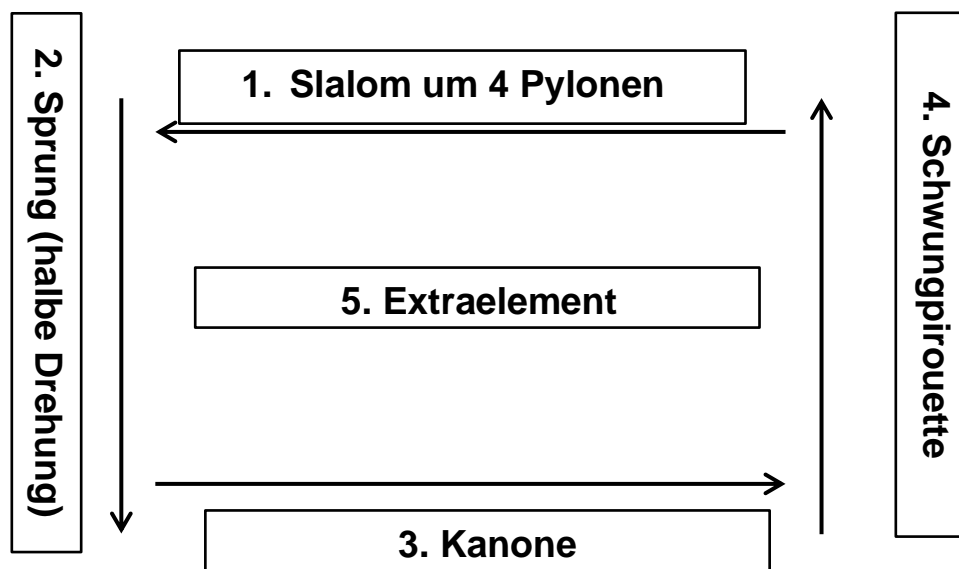 1. Slalom um 4 Pylonen
2. Sprung (halbe Drehung)
3. Kanone
4. Schwungpirouette
5. Extraelement